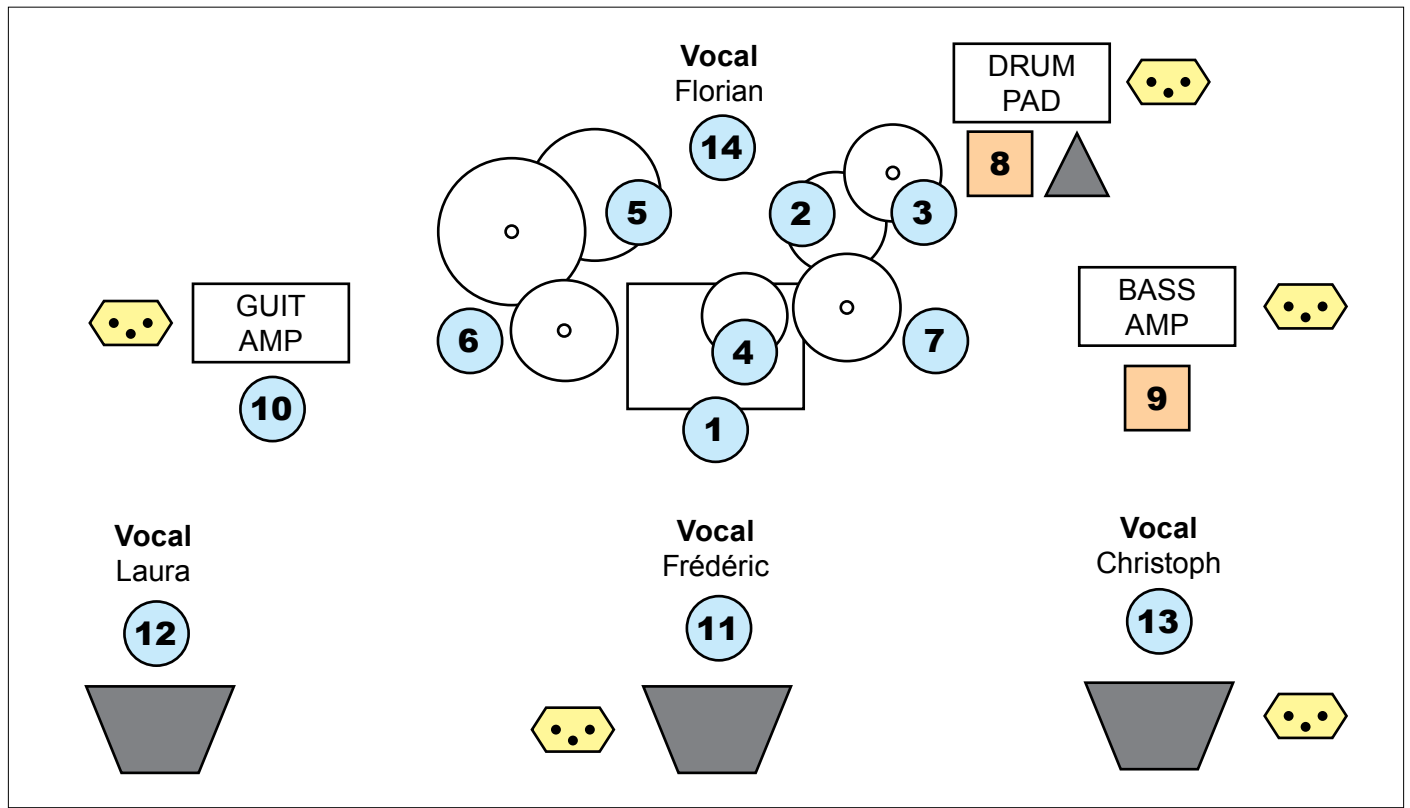 Vocal
Florian
14
DRUM
PAD
8
5
2
3
GUIT
AMP
10
6
4
7
1
BASS
AMP
9
Vocal
Laura
12
Vocal
Frédéric
11
Vocal
Christoph
13